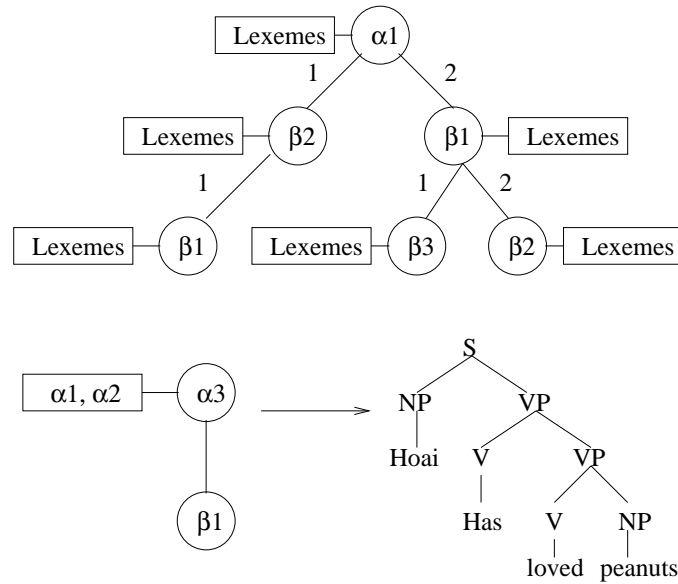 Lexemes α1
1 2
Lexemes β2 β1 Lexemes
1 1 2
Lexemes β1 Lexemes β3 β2 Lexemes
S
α1, α2 α3 NP VP
Hoai V VP
β1 Has V NP
loved peanuts